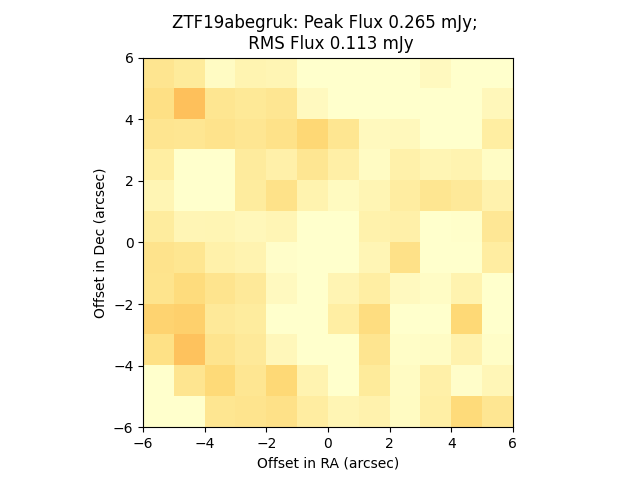 ZTF19abegruk: Peak Flux 0.265 mJy;
RMS Flux 0.113 mJy
6
4
2
0
−2
−4
−6
Offset in Dec (arcsec)
−6 −4 −2 0 2 4 6
Offset in RA (arcsec)